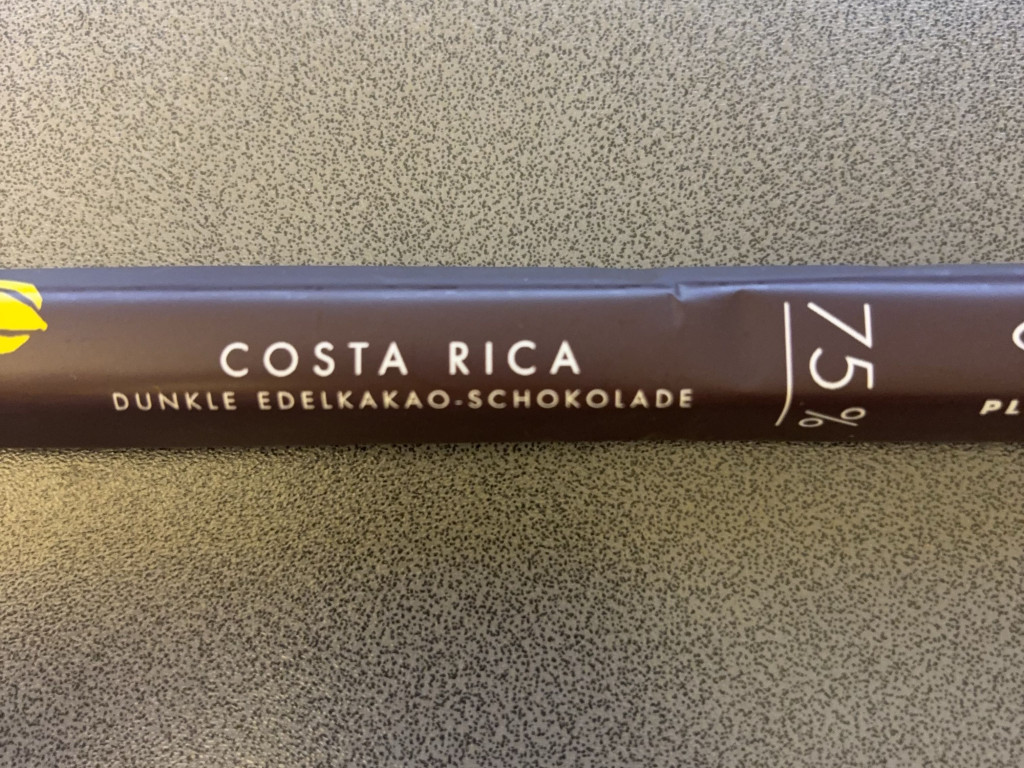 COSTA RICA
DUNKLE EDELKAKAO-SCHOKOLADE
75%